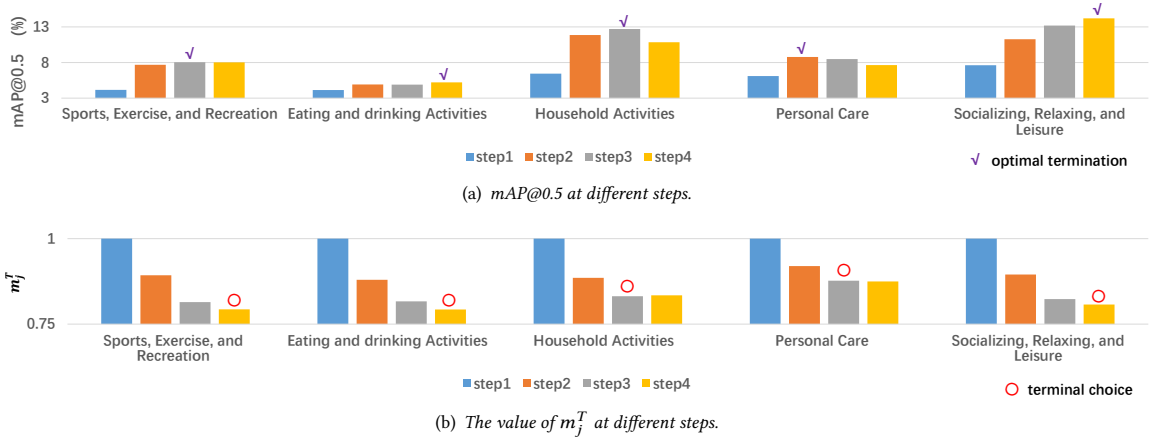 mAP@0.5 (%)
13
8
3
√ √ √ √ √
Sports, Exercise, and Recreation Eating and drinking Activities Household Activities Personal Care Socializing, Relaxing, and
Leisure
step1 step2 step3 step4
√ optimal termination
(a) mAP@0.5 at different steps.
m_j^T
1
0.75
Sports, Exercise, and Eating and drinking Activities Household Activities Personal Care Socializing, Relaxing, and
Recreation Leisure
step1 step2 step3 step4
terminal choice
(b) The value of m_j^T at different steps.